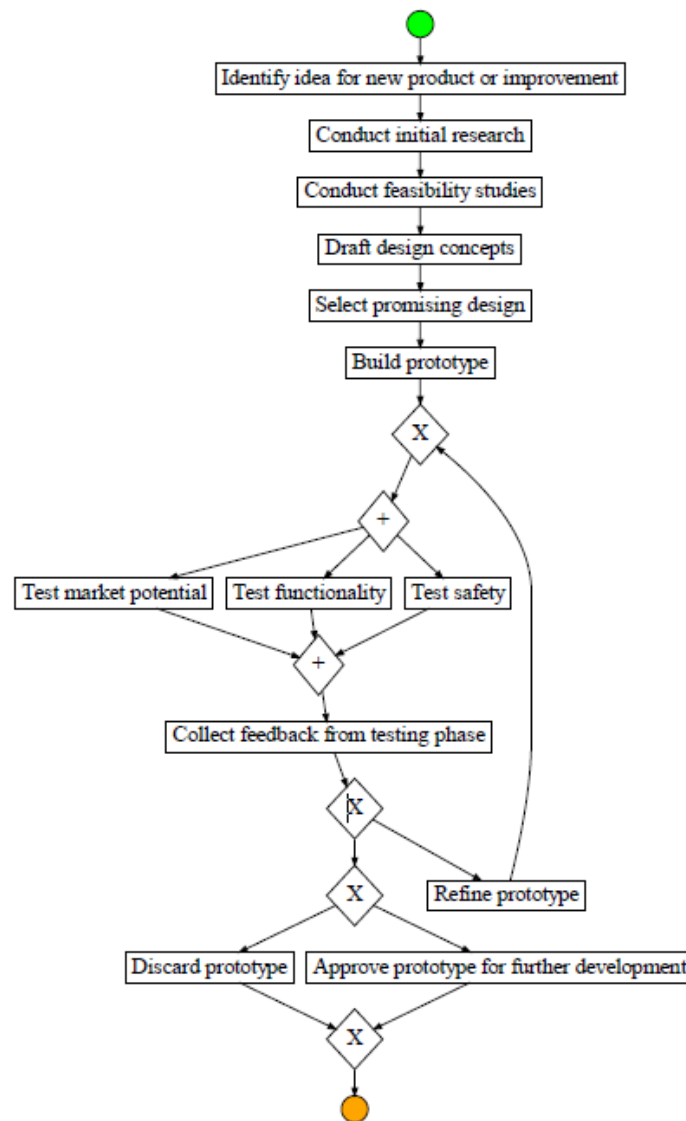 Identify idea for new product or improvement
Conduct initial research
Conduct feasibility studies
Draft design concepts
Select promising design
Build prototype
X
+
Test market potential
Test functionality
Test safety
+
Collect feedback from testing phase
X
X
Refine prototype
Discard prototype
Approve prototype for further development
X